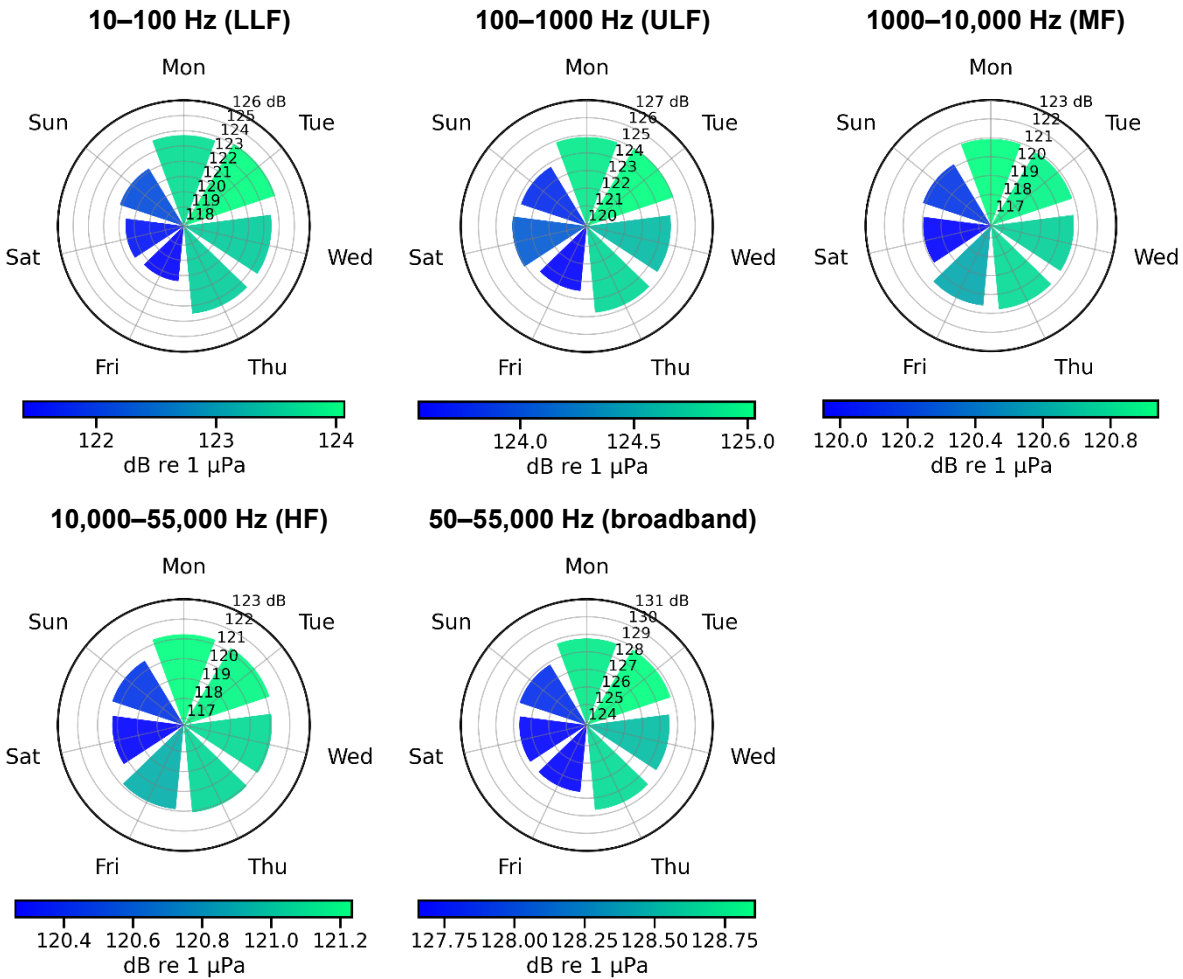 10–100 Hz (LLF)
Mon
Tue
Wed
Thu
Fri
Sat
Sun
126 dB
125
124
123
122
121
120
119
118
122
123
124
dB re 1 µPa
100–1000 Hz (ULF)
Mon
Tue
Wed
Thu
Fri
Sat
Sun
127 dB
126
125
124
123
122
121
120
124.0
124.5
125.0
dB re 1 µPa
1000–10,000 Hz (MF)
Mon
Tue
Wed
Thu
Fri
Sat
Sun
123 dB
122
121
120
119
118
117
120.0
120.2
120.4
120.6
120.8
dB re 1 µPa
10,000–55,000 Hz (HF)
Mon
Tue
Wed
Thu
Fri
Sat
Sun
123 dB
122
121
120
119
118
117
120.4
120.6
120.8
121.0
121.2
dB re 1 µPa
50–55,000 Hz (broadband)
Mon
Tue
Wed
Thu
Fri
Sat
Sun
131 dB
130
129
128
127
126
125
124
127.75
128.00
128.25
128.50
128.75
dB re 1 µPa